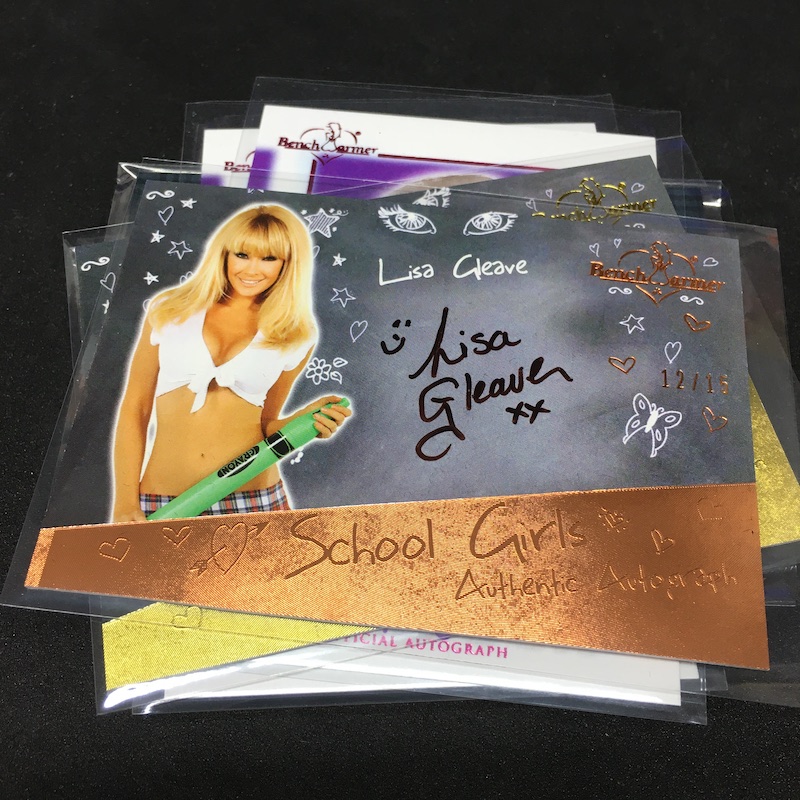 BenchWarmer
Lisa Gleave
BenchWarmer
Lisa
Gleave
xx
12/15
CRAYON
School Girls
Authentic Autograph
OFFICIAL AUTOGRAPH